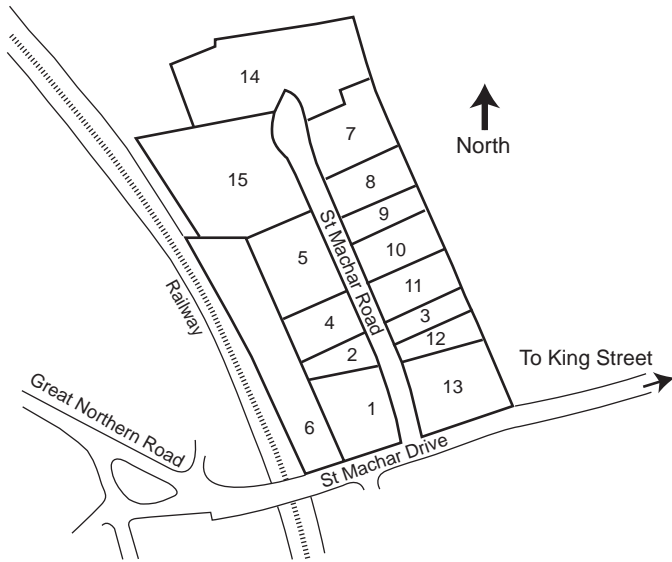 14
7
North
15
8
9
St Machar Road
10
5
11
Railway
4
3
12
2
To King Street
Great Northern Road
13
1
6
St Machar Drive